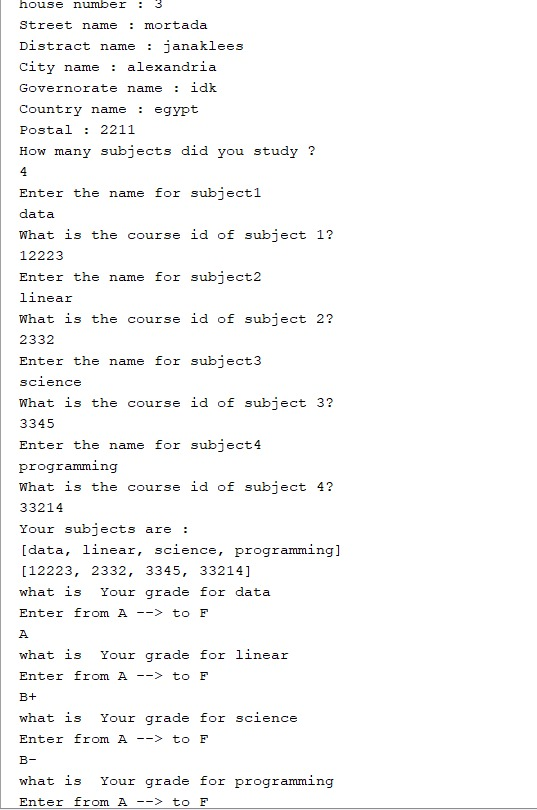 house number : 3
Street name : mortada
Distract name : janaklees
City name : alexandria
Governorate name : idk
Country name : egypt
Postal : 2211
How many subjects did you study ?
4
Enter the name for subject1
data
What is the course id of subject 1?
12223
Enter the name for subject2
linear
What is the course id of subject 2?
2332
Enter the name for subject3
science
What is the course id of subject 3?
3345
Enter the name for subject4
programming
What is the course id of subject 4?
33214
Your subjects are :
[data, linear, science, programming]
[12223, 2332, 3345, 33214]
what is  Your grade for data
Enter from A --> to F
A
what is  Your grade for linear
Enter from A --> to F
B+
what is  Your grade for science
Enter from A --> to F
B-
what is  Your grade for programming
Enter from A --> to F